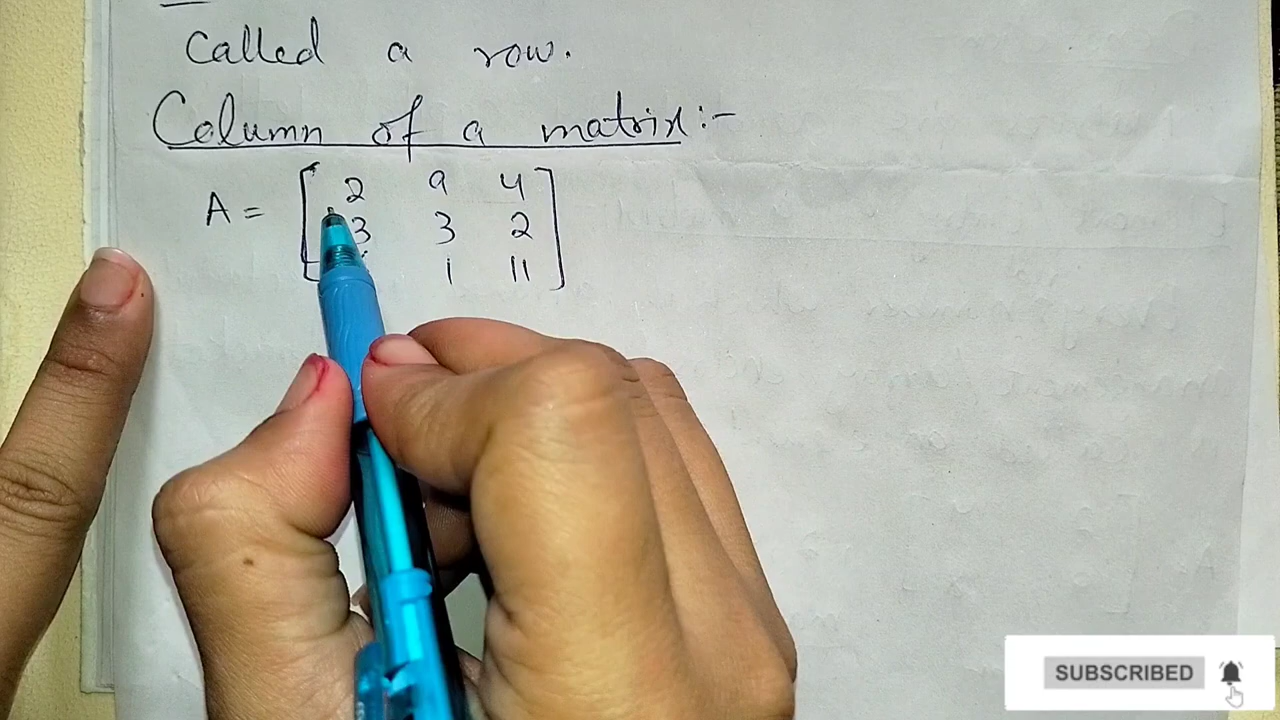 Called a row.
Column of a matrix:-
A = [ 2 9 4
3 3 2
1 11 ]
SUBSCRIBED